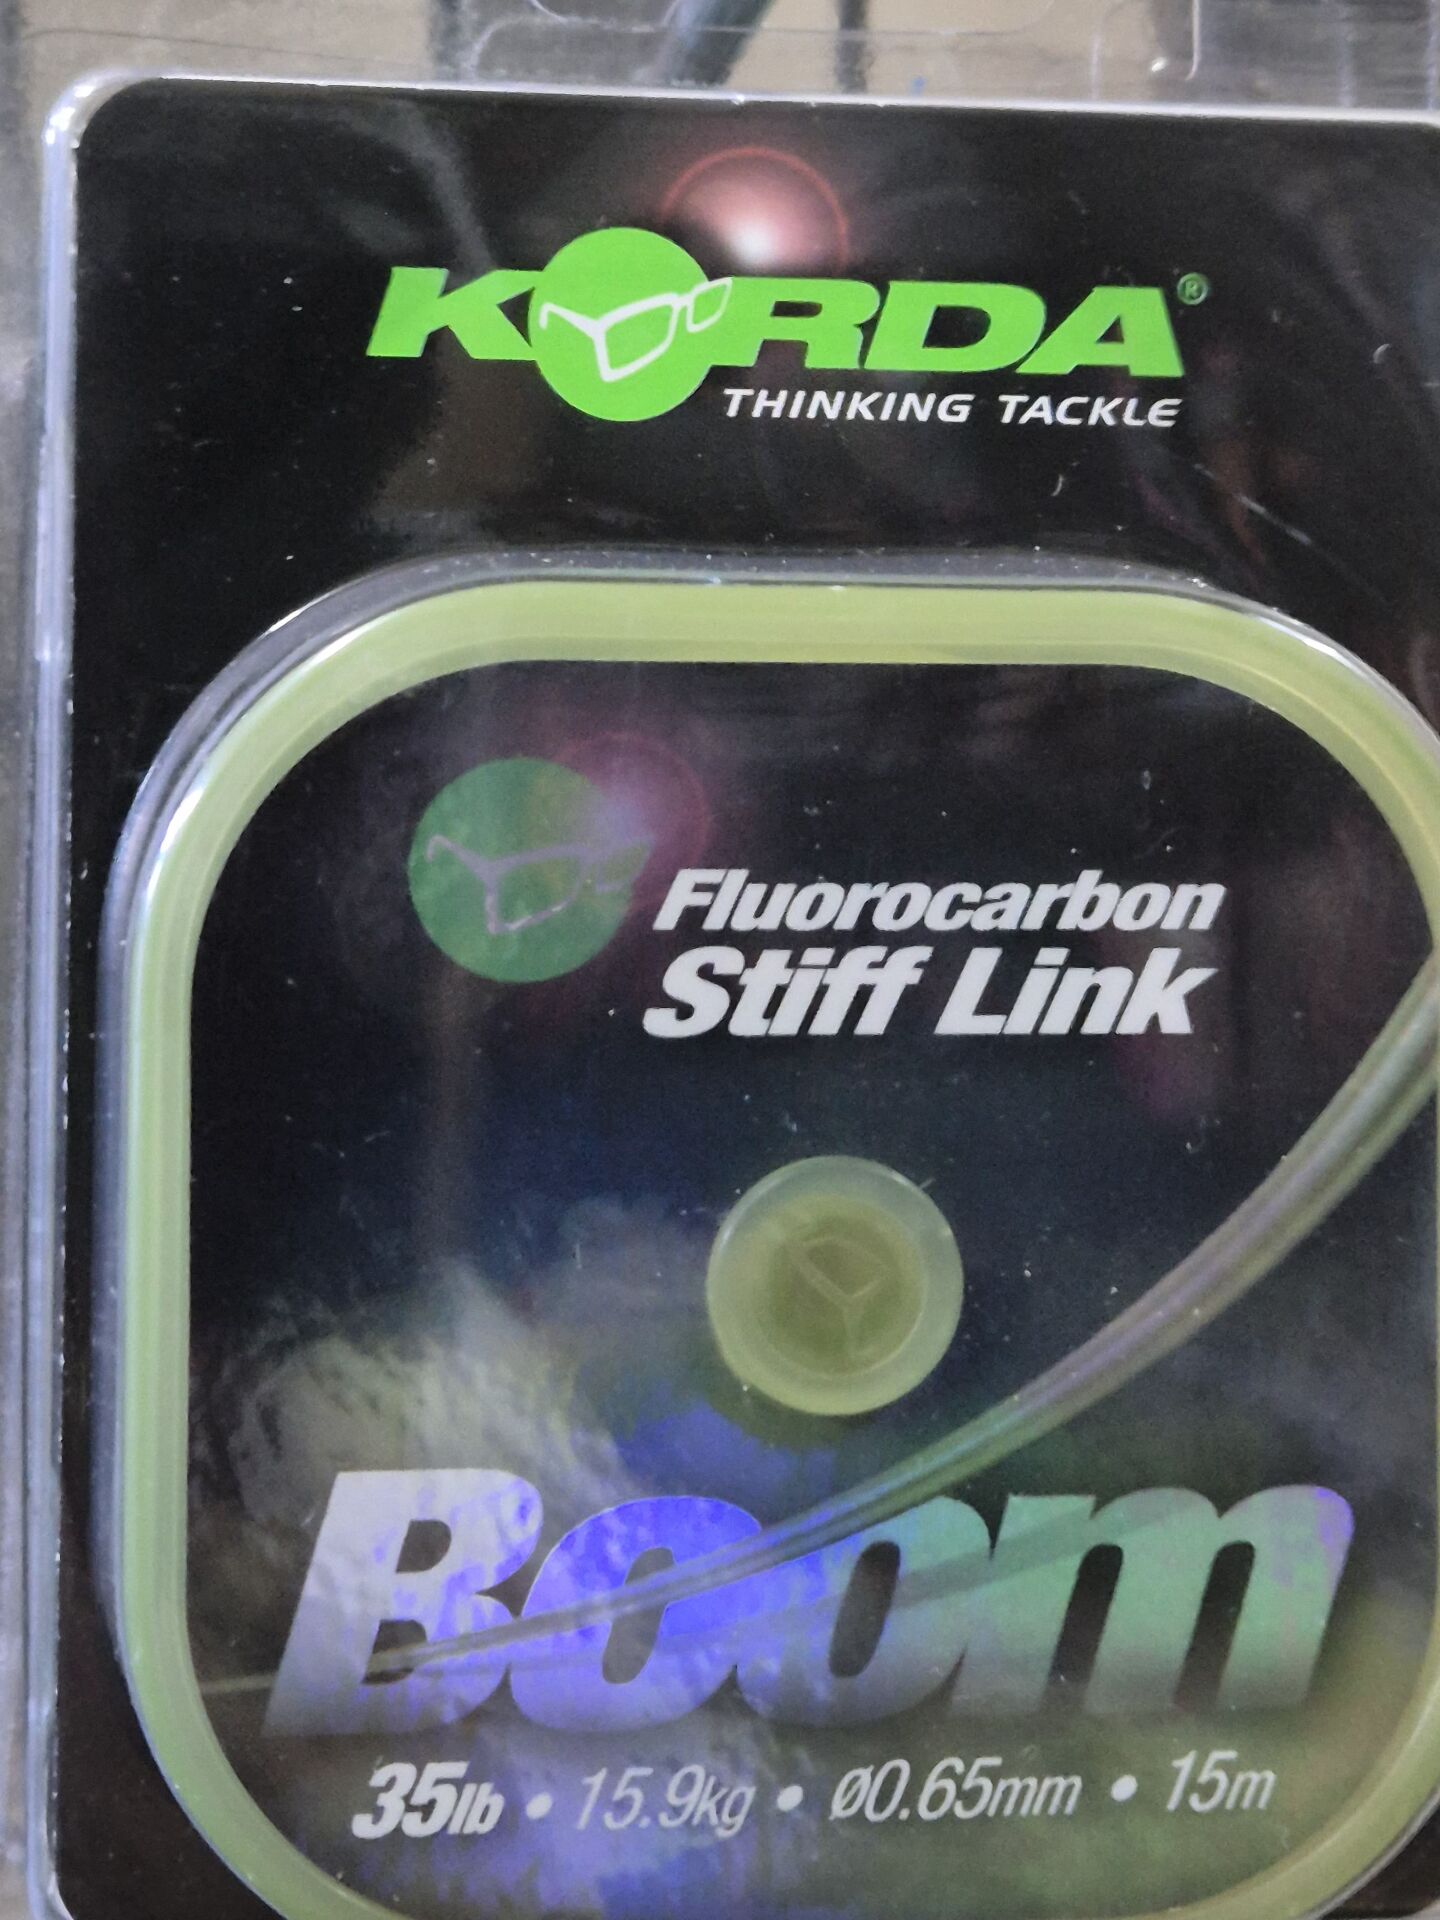 KORDA®
THINKING TACKLE
Fluorocarbon
Stiff Link
Boom
35lb • 15.9kg • ø0.65mm • 15m